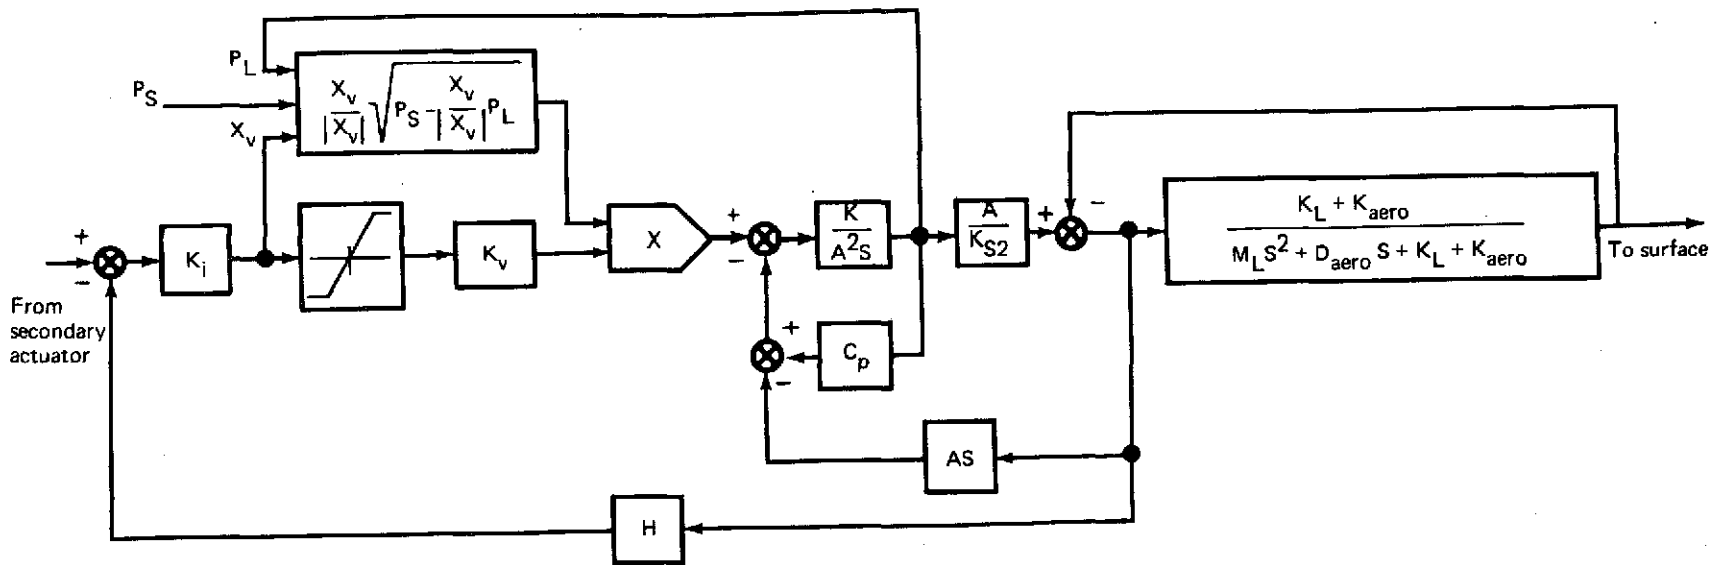 P_L
P_S
X_v
X_v
|X_v|
√
P_S - X_v
|X_v|
P_L
+
-
From
secondary
actuator
K_i
K_v
X
+
-
K
A²S
A
K_S2
+
-
K_L + K_aero
M_L S² + D_aero S + K_L + K_aero
To surface
+
-
C_p
AS
H